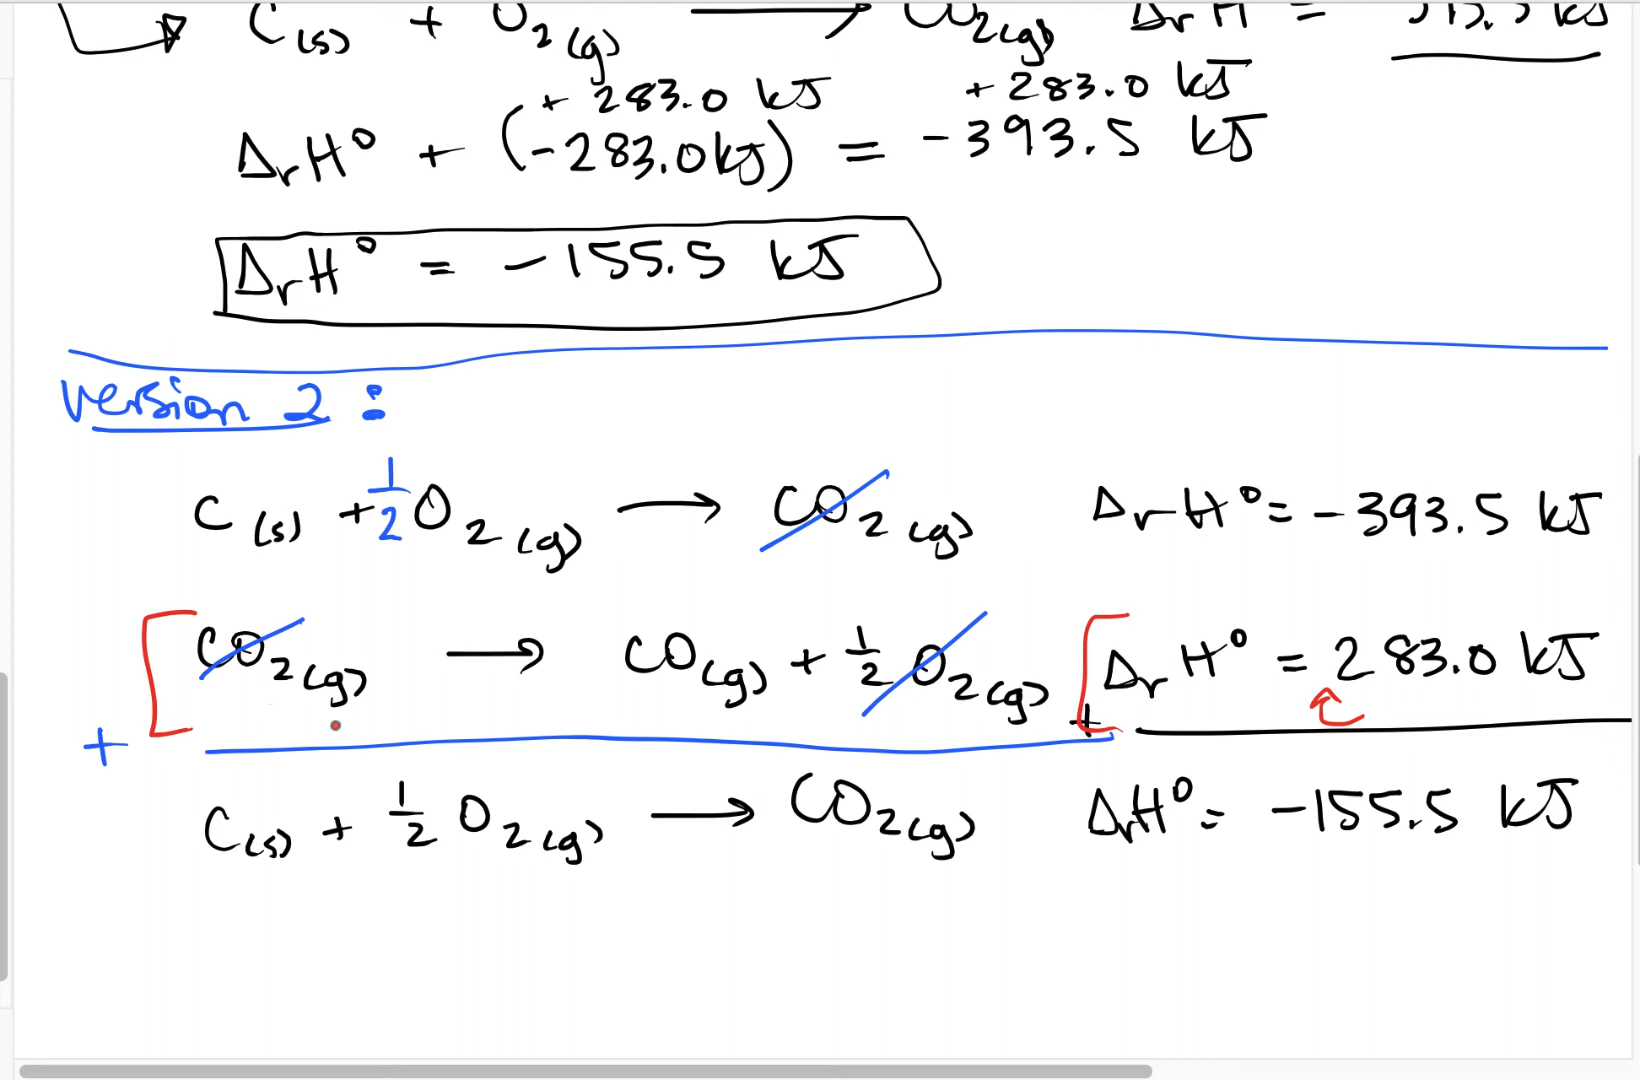 C(s) + O₂(g) ⟶ CO₂(g) ΔrH =
+ 283.0 kJ + 283.0 kJ
ΔrH° + (-283.0kJ) = -393.5 kJ
ΔrH° = -155.5 kJ
Version 2 :
C (s) + 1/2 O₂ (g) ⟶ CO₂ (g) ΔrH° = -393.5 kJ
CO₂(g) ⟶ CO(g) + 1/2 O₂(g) ΔrH° = 283.0 kJ
+ +
C(s) + 1/2 O₂(g) ⟶ CO₂(g) ΔrH° = -155.5 kJ